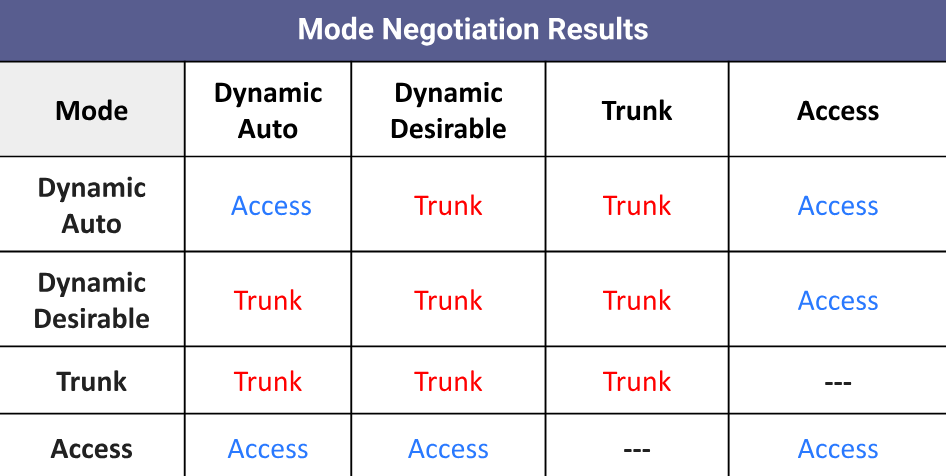 Mode Negotiation Results
Mode Dynamic Auto Dynamic Desirable Trunk Access
Dynamic Auto Access Trunk Trunk Access
Dynamic Desirable Trunk Trunk Trunk Access
Trunk Trunk Trunk Trunk ---
Access Access Access --- Access